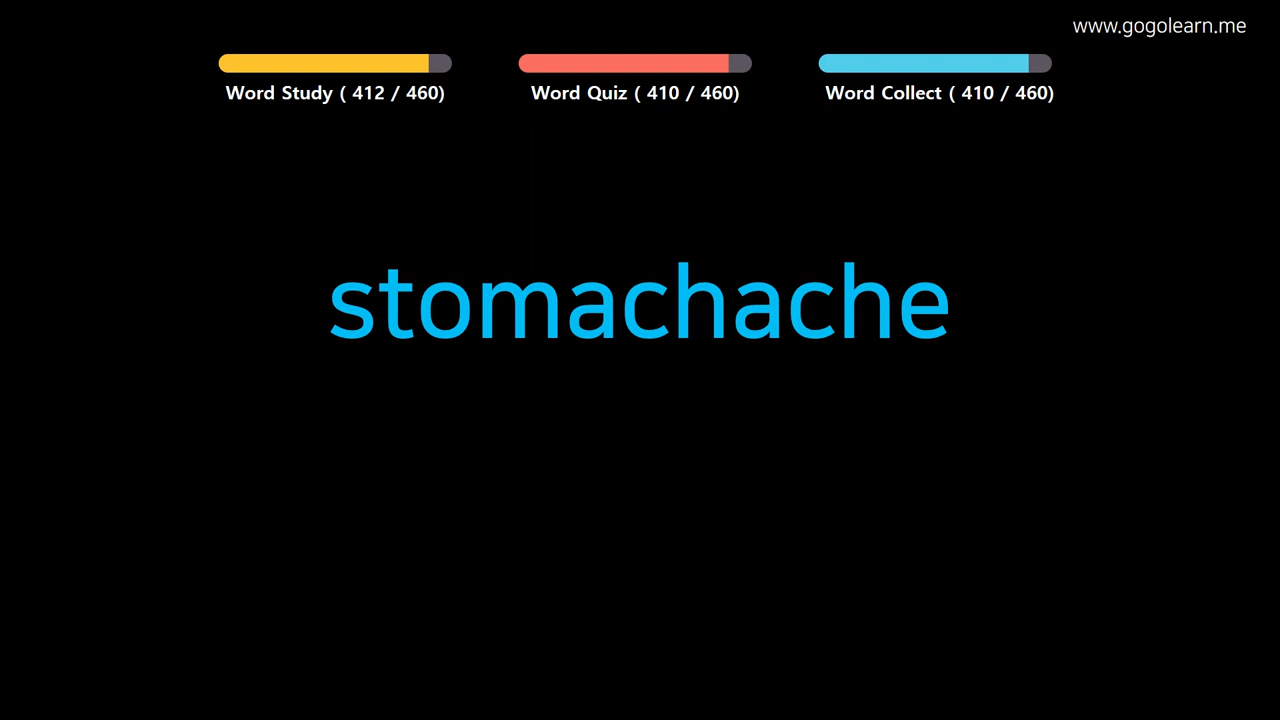 www.gogolearn.me
Word Study ( 412 / 460)
Word Quiz ( 410 / 460)
Word Collect ( 410 / 460)
stomachache